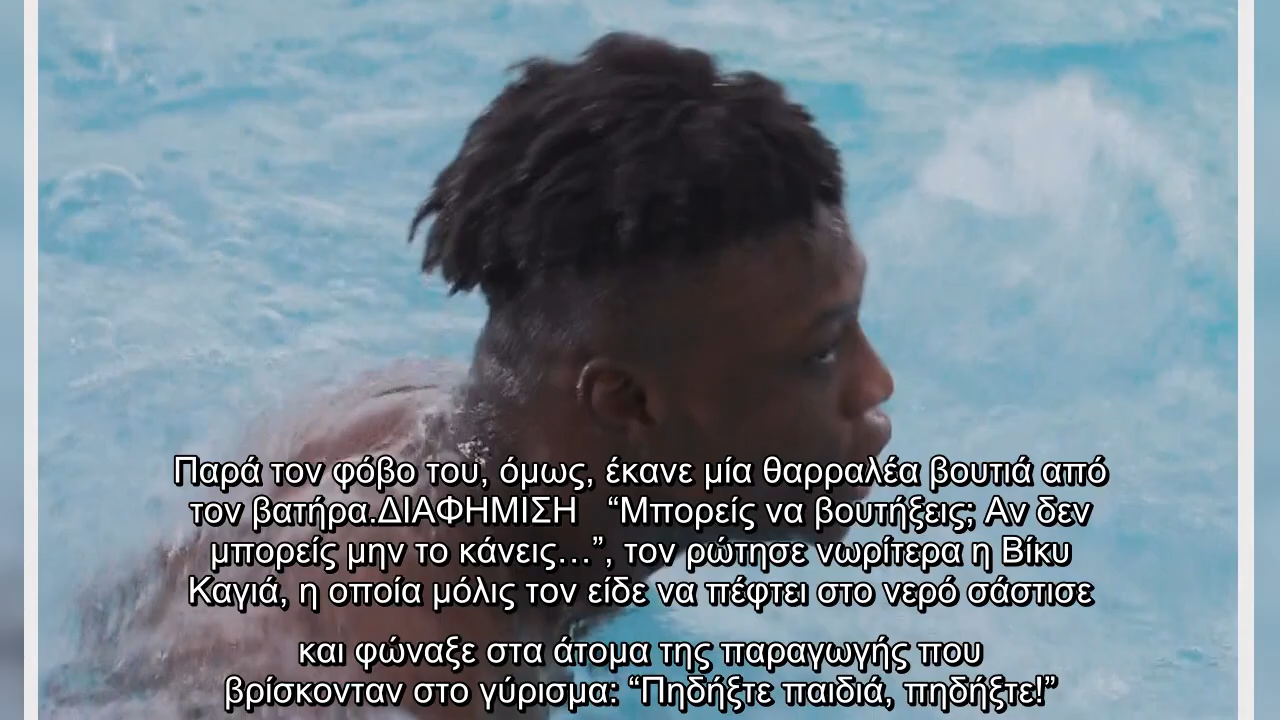 Παρά τον φόβο του, όμως, έκανε μία θαρραλέα βουτιά από
τον βατήρα.ΔΙΑΦΗΜΙΣΗ   “Μπορείς να βουτήξεις; Αν δεν
μπορείς μην το κάνεις…”, τον ρώτησε νωρίτερα η Βίκυ
Καγιά, η οποία μόλις τον είδε να πέφτει στο νερό σάστισε
και φώναξε στα άτομα της παραγωγής που
βρίσκονταν στο γύρισμα: “Πηδήξτε παιδιά, πηδήξτε!”